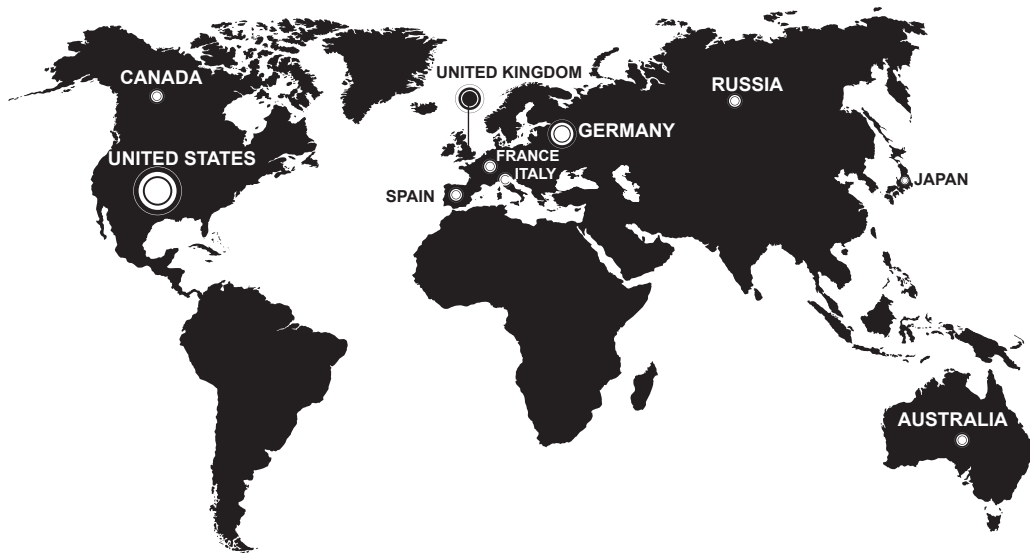 UNITED KINGDOM
CANADA
RUSSIA
GERMANY
UNITED STATES
FRANCE
ITALY
JAPAN
SPAIN
AUSTRALIA